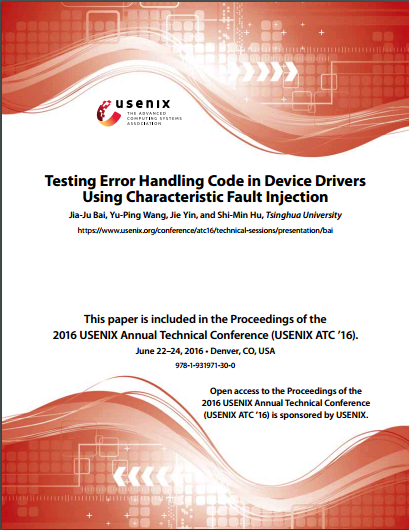 usenix
THE ADVANCED
COMPUTING SYSTEMS
ASSOCIATION
Testing Error Handling Code in Device Drivers
Using Characteristic Fault Injection
Jia-Ju Bai, Yu-Ping Wang, Jie Yin, and Shi-Min Hu, Tsinghua University
https://www.usenix.org/conference/atc16/technical-sessions/presentation/bai
This paper is included in the Proceedings of the
2016 USENIX Annual Technical Conference (USENIX ATC ’16).
June 22–24, 2016 • Denver, CO, USA
978-1-931971-30-0
Open access to the Proceedings of the
2016 USENIX Annual Technical Conference
(USENIX ATC ’16) is sponsored by USENIX.